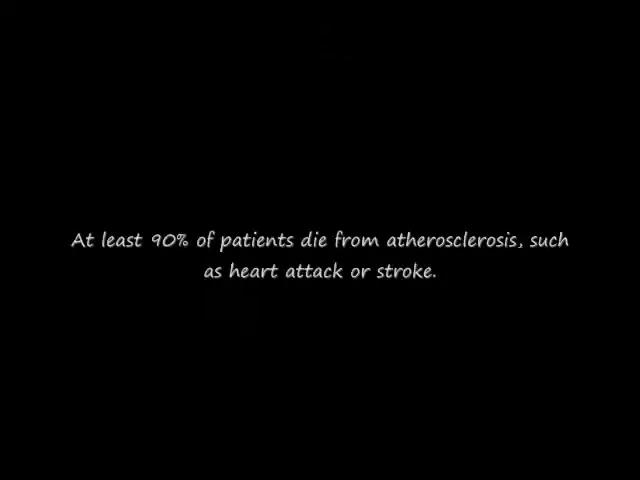 At least 90% of patients die from atherosclerosis, such
as heart attack or stroke.